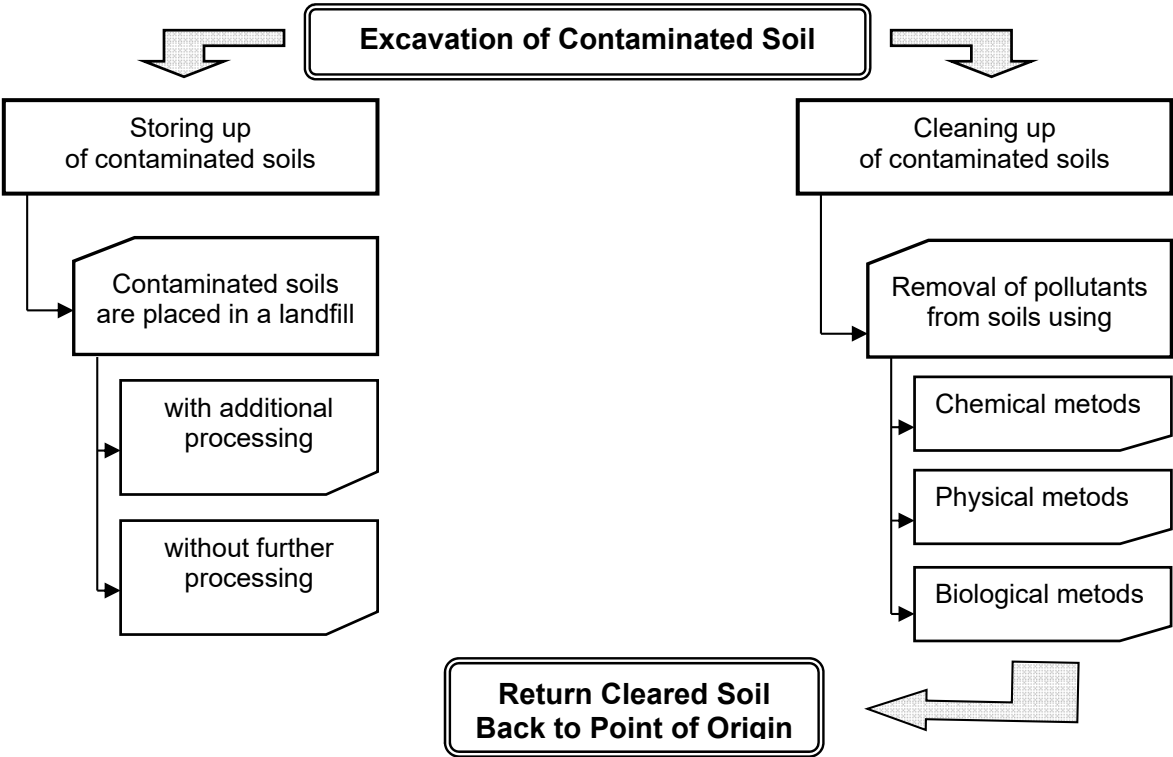 Excavation of Contaminated Soil
Storing up
of contaminated soils
Contaminated soils
are placed in a landfill
with additional
processing
without further
processing
Cleaning up
of contaminated soils
Removal of pollutants
from soils using
Chemical metods
Physical metods
Biological metods
Return Cleared Soil
Back to Point of Origin